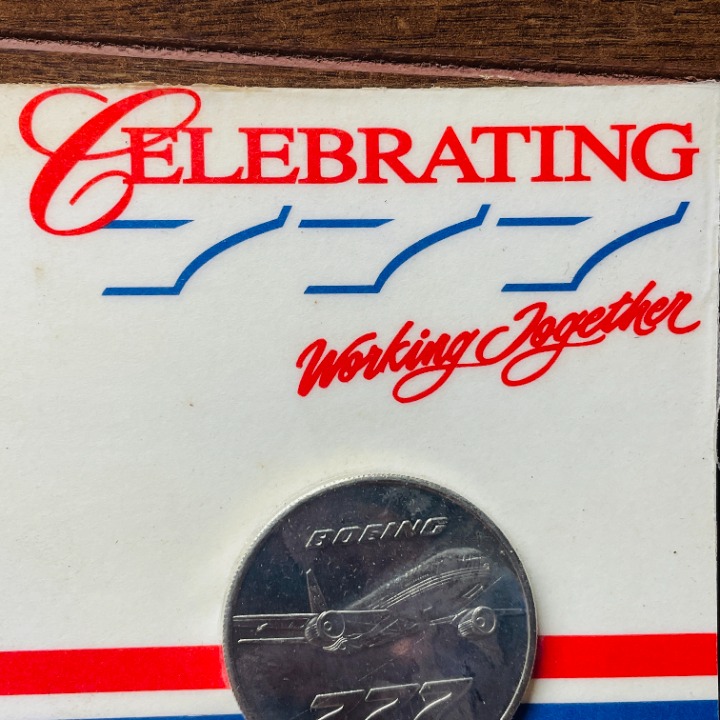 CELEBRATING
777
Working Together
BOEING
777